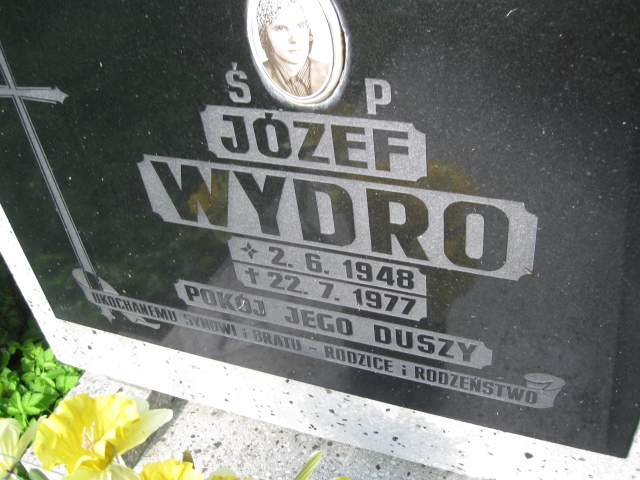 Ś P
JÓZEF
WYDRO
✧ 2. 6. 1948
✝ 22. 7. 1977
POKÓJ JEGO DUSZY
UKOCHANEMU SYNOWI i BRATU – RODZICE i RODZEŃSTWO